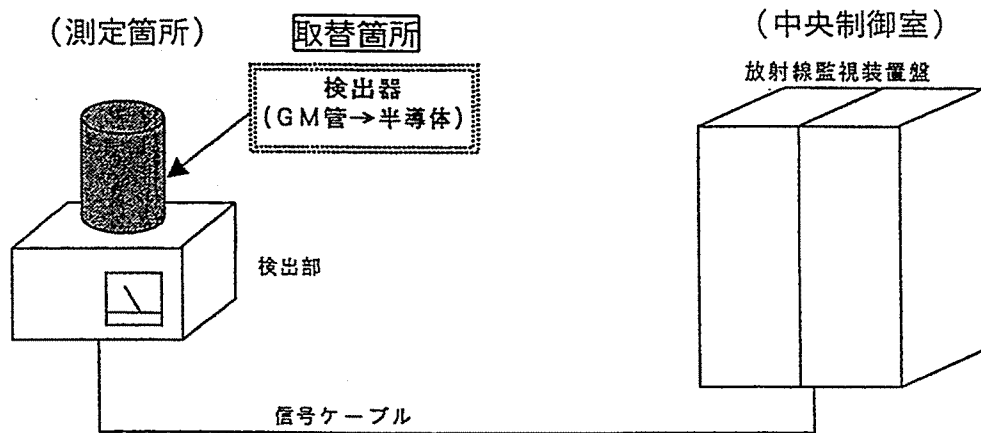 (測定箇所)
取替箇所
検出器
(GM管→半導体)
検出部
信号ケーブル
(中央制御室)
放射線監視装置盤